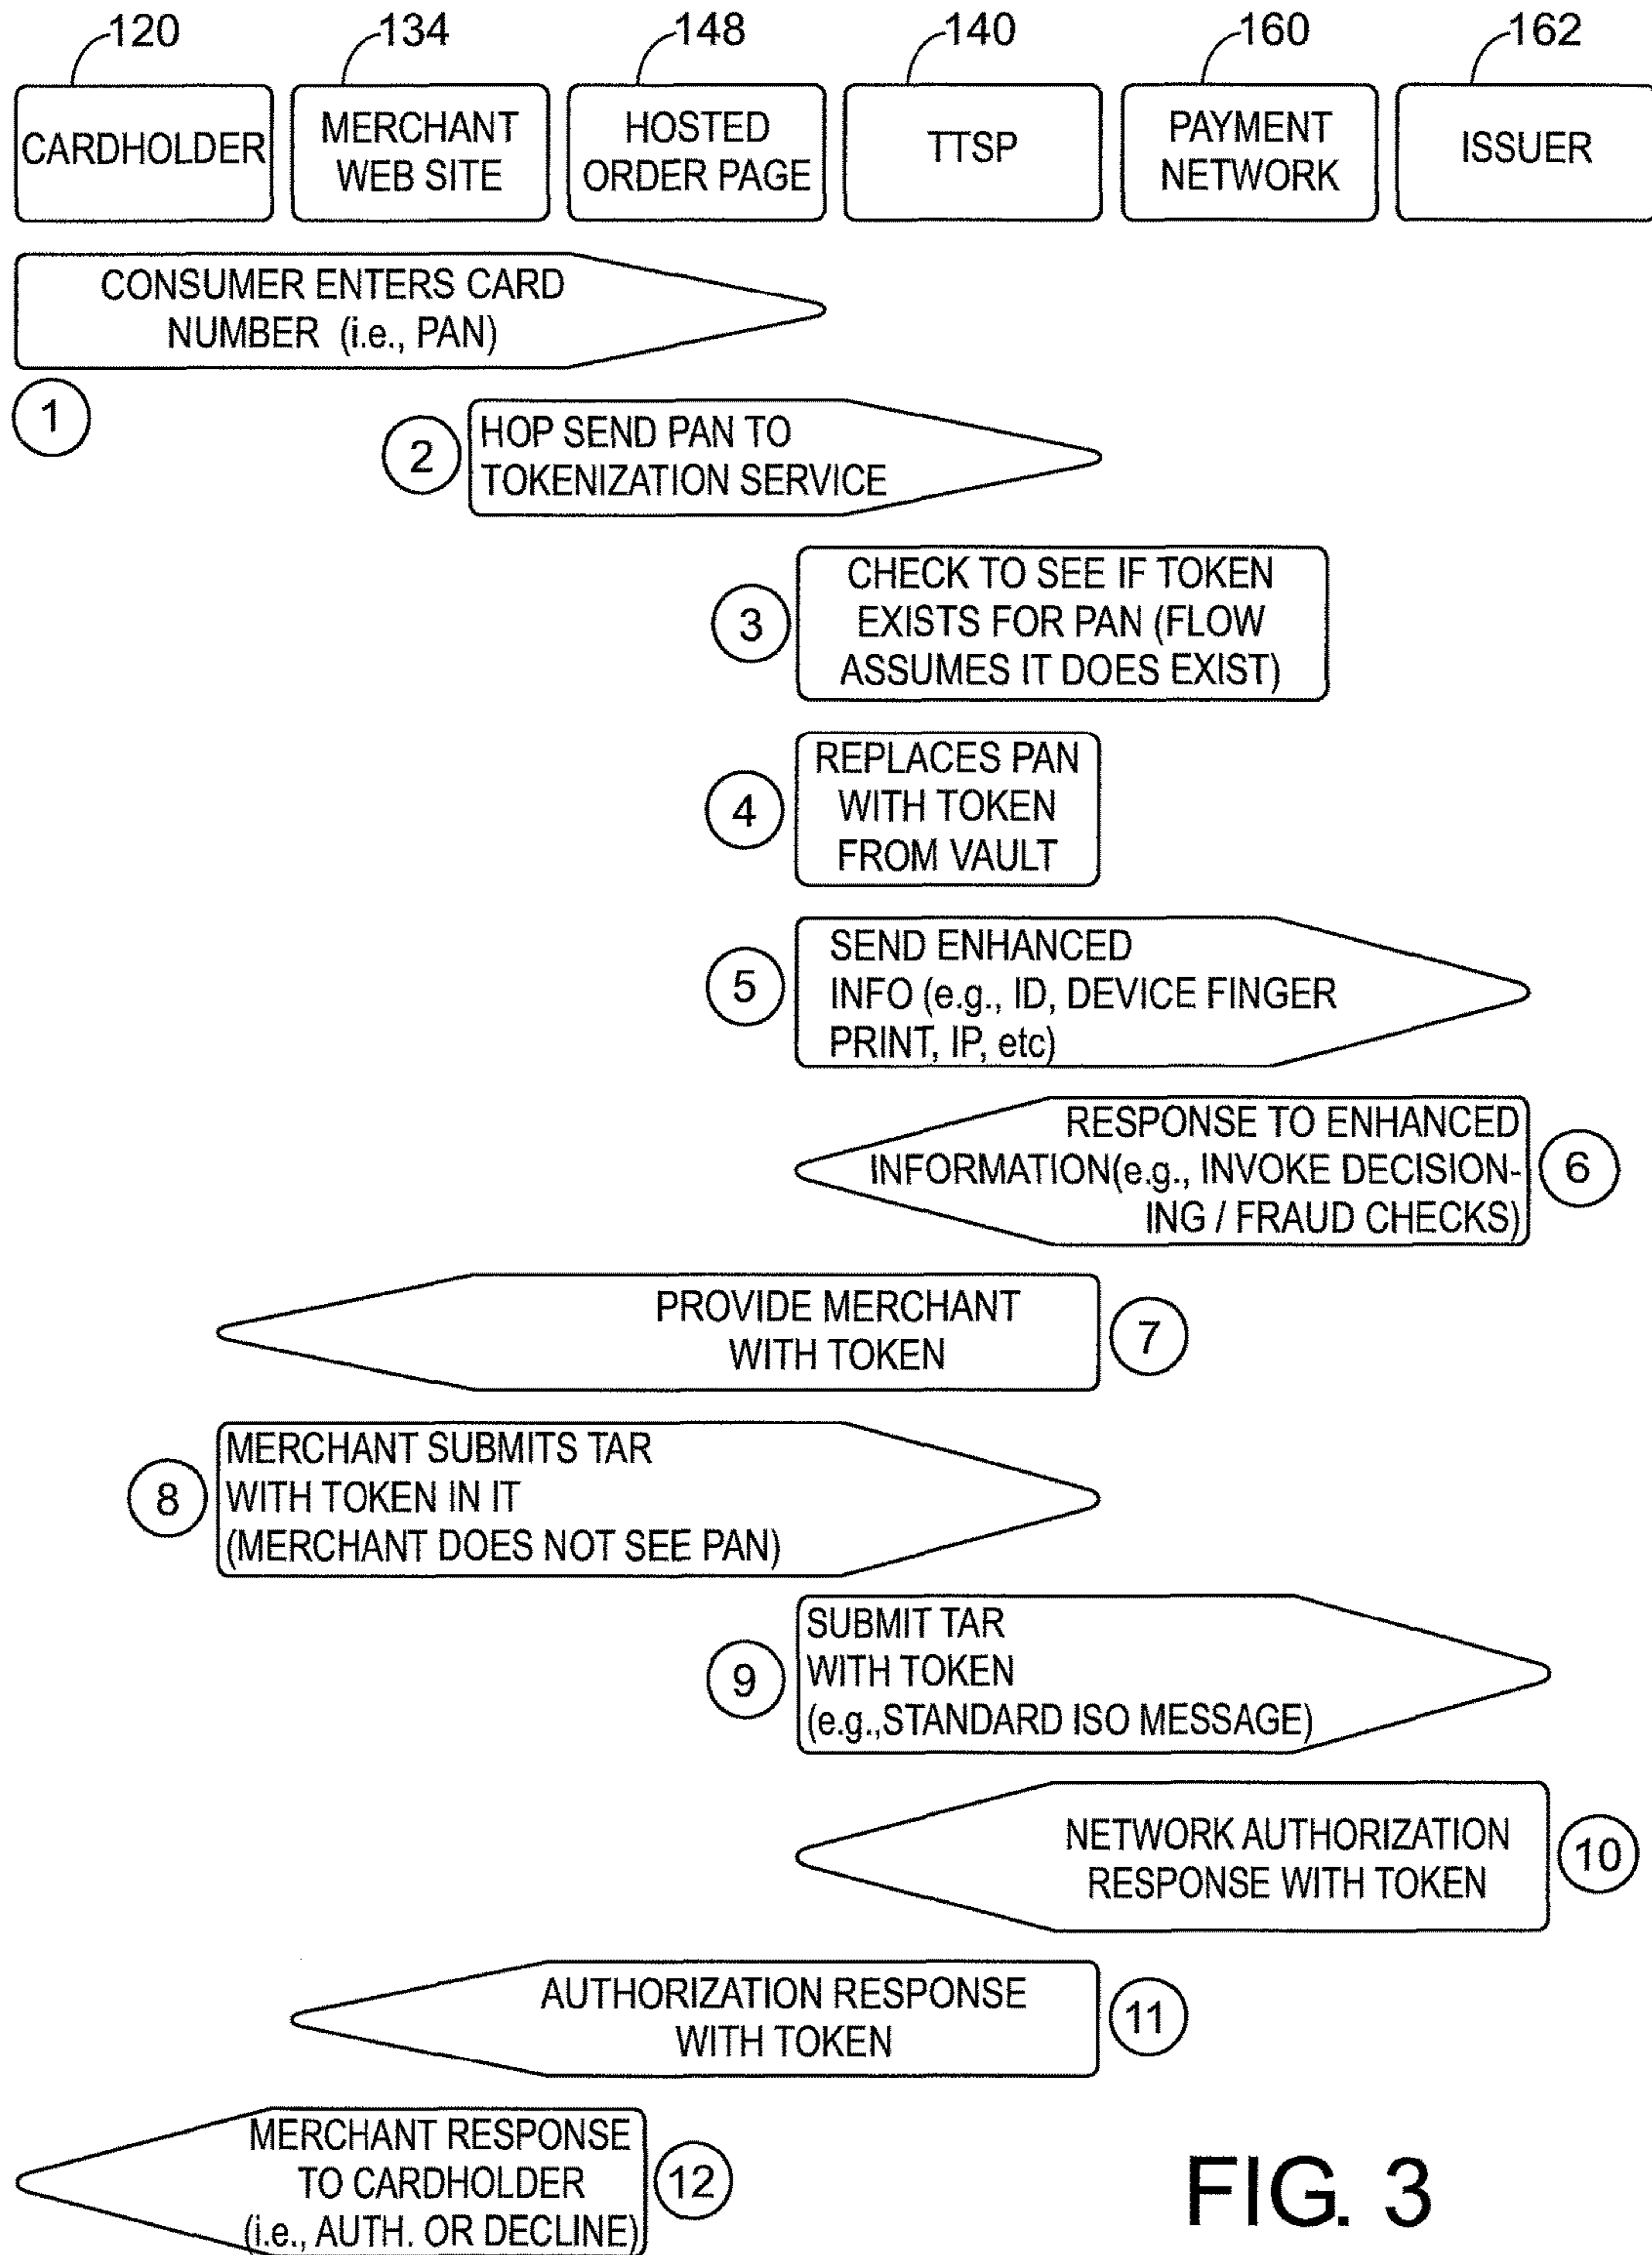 120
134
148
140
160
162
CARDHOLDER
MERCHANT
WEB SITE
HOSTED
ORDER PAGE
TTSP
PAYMENT
NETWORK
ISSUER
CONSUMER ENTERS CARD
NUMBER (i.e., PAN)
1
2
HOP SEND PAN TO
TOKENIZATION SERVICE
3
CHECK TO SEE IF TOKEN
EXISTS FOR PAN (FLOW
ASSUMES IT DOES EXIST)
4
REPLACES PAN
WITH TOKEN
FROM VAULT
5
SEND ENHANCED
INFO (e.g., ID, DEVICE FINGER
PRINT, IP, etc)
RESPONSE TO ENHANCED
INFORMATION(e.g., INVOKE DECISION-
ING / FRAUD CHECKS)
6
PROVIDE MERCHANT
WITH TOKEN
7
8
MERCHANT SUBMITS TAR
WITH TOKEN IN IT
(MERCHANT DOES NOT SEE PAN)
9
SUBMIT TAR
WITH TOKEN
(e.g.,STANDARD ISO MESSAGE)
NETWORK AUTHORIZATION
RESPONSE WITH TOKEN
10
AUTHORIZATION RESPONSE
WITH TOKEN
11
MERCHANT RESPONSE
TO CARDHOLDER
(i.e., AUTH. OR DECLINE)
12
FIG. 3